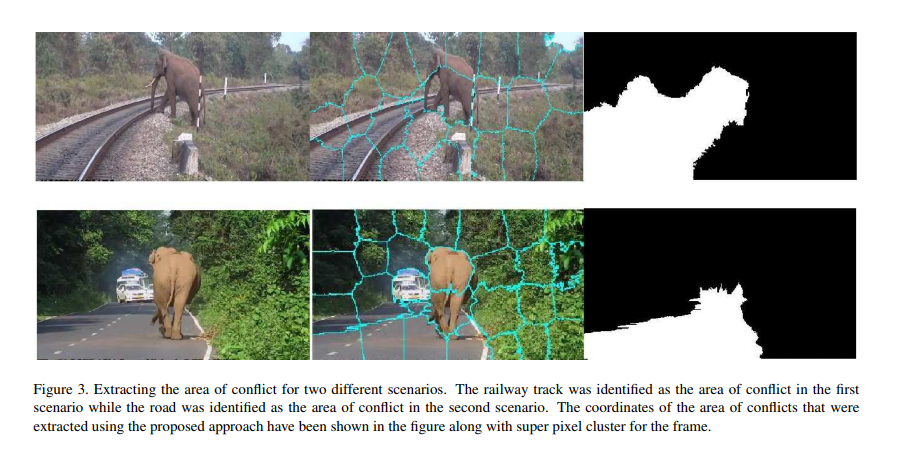 Figure 3. Extracting the area of conflict for two different scenarios. The railway track was identified as the area of conflict in the first
scenario while the road was identified as the area of conflict in the second scenario. The coordinates of the area of conflicts that were
extracted using the proposed approach have been shown in the figure along with super pixel cluster for the frame.